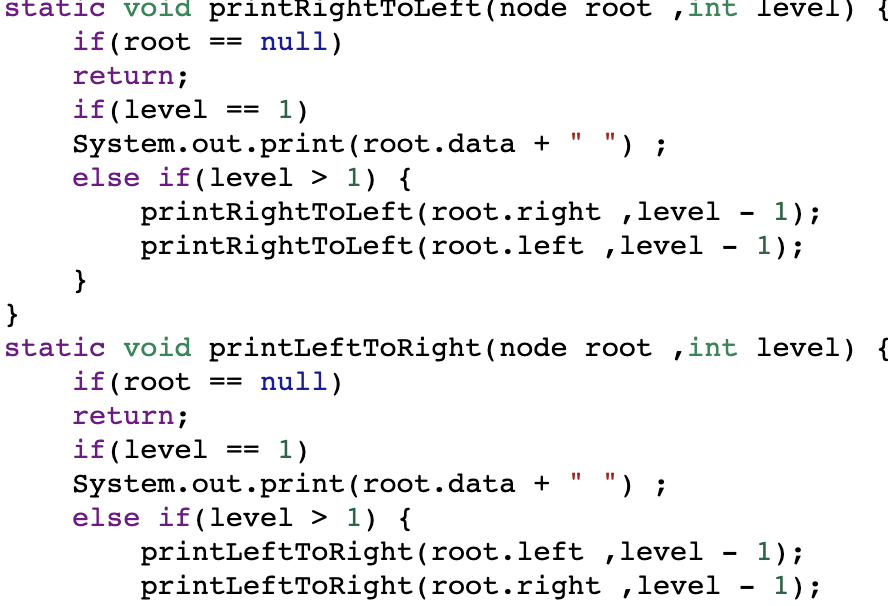 static void printRightToLeft(node root ,int level) {
    if(root == null)
    return;
    if(level == 1)
    System.out.print(root.data + " ") ;
    else if(level > 1) {
        printRightToLeft(root.right ,level - 1);
        printRightToLeft(root.left ,level - 1);
    }
}
static void printLeftToRight(node root ,int level) {
    if(root == null)
    return;
    if(level == 1)
    System.out.print(root.data + " ") ;
    else if(level > 1) {
        printLeftToRight(root.left ,level - 1);
        printLeftToRight(root.right ,level - 1);